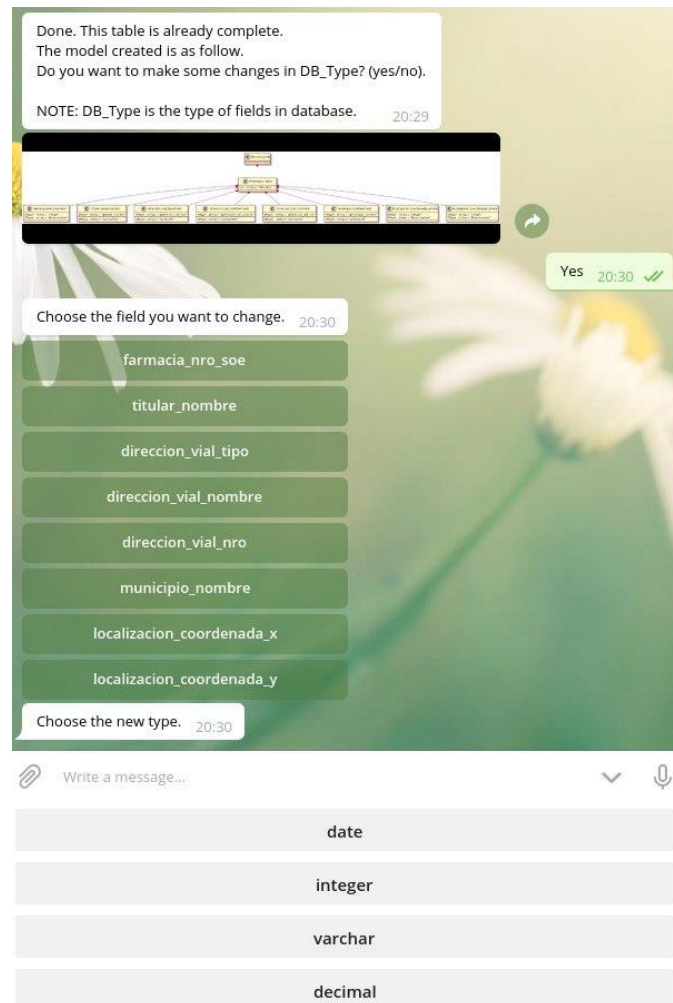 Done. This table is already complete.
The model created is as follow.
Do you want to make some changes in DB_Type? (yes/no).
NOTE: DB_Type is the type of fields in database.
20:29
Yes 20:30
Choose the field you want to change. 20:30
farmacia_nro_soe
titular_nombre
direccion_vial_tipo
direccion_vial_nombre
direccion_vial_nro
municipio_nombre
localizacion_coordenada_x
localizacion_coordenada_y
Choose the new type. 20:30
Write a message...
date
integer
varchar
decimal